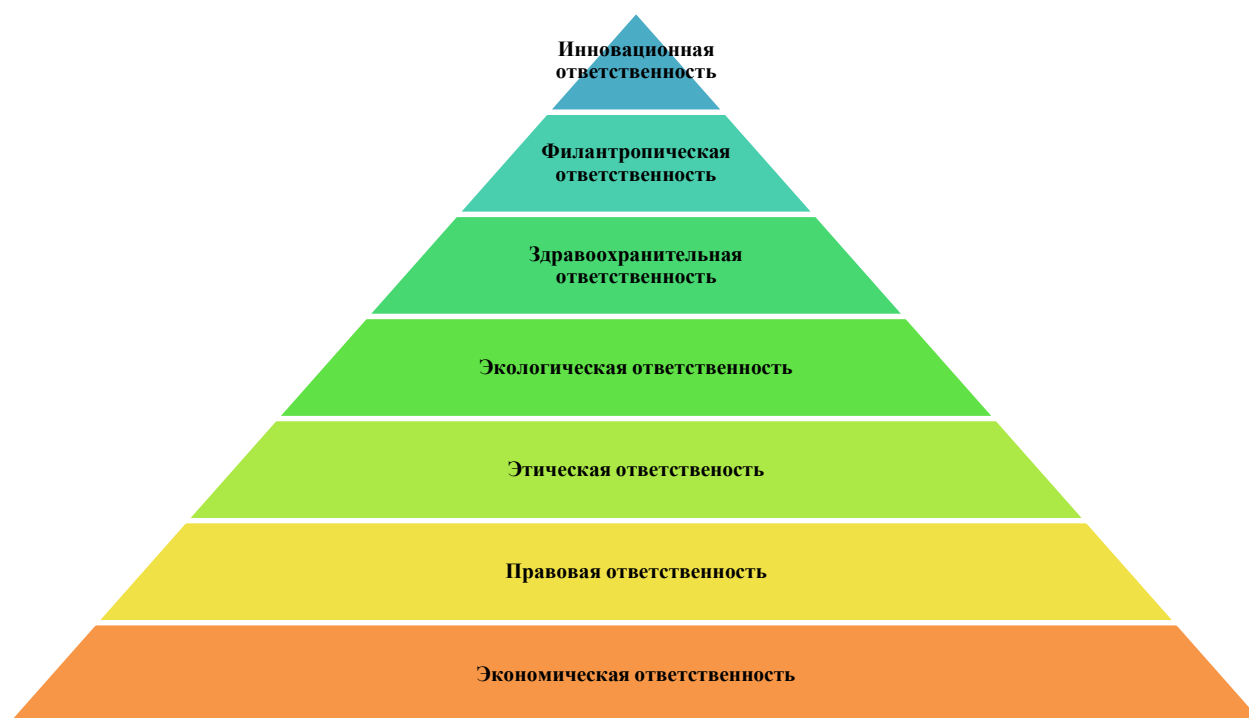 Инновационная
ответственность
Филантропическая
ответственность
Здравоохранительная
ответственность
Экологическая ответственность
Этическая ответственость
Правовая ответственность
Экономическая ответственность